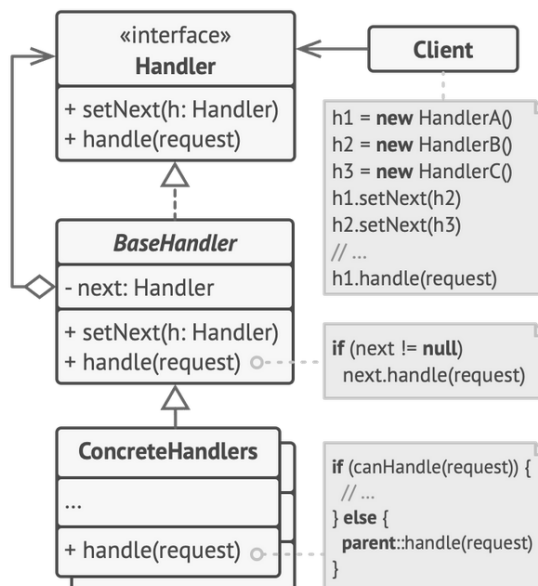 «interface»
Handler
+ setNext(h: Handler)
+ handle(request)
Client
h1 = new HandlerA()
h2 = new HandlerB()
h3 = new HandlerC()
h1.setNext(h2)
h2.setNext(h3)
// ...
h1.handle(request)
BaseHandler
- next: Handler
+ setNext(h: Handler)
+ handle(request)
if (next != null)
next.handle(request)
ConcreteHandlers
...
+ handle(request)
if (canHandle(request)) {
// ...
} else {
parent::handle(request)
}